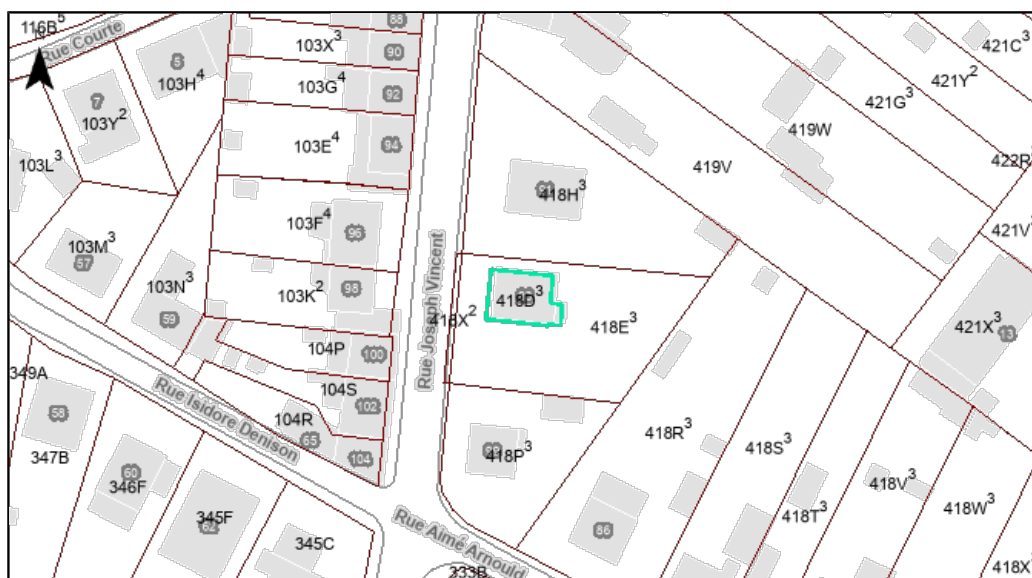 116B⁵
Rue Courte
88
103X³
90
5
103H⁴
103G⁴
92
7
103Y²
103E⁴
94
103L³
103F⁴
96
103M³
57
103N³
59
103K²
98
104P
100
104S
102
104R
65
104
Rue Joseph Vincent
Rue Isidore Denison
Rue Aimé Arnould
349A
58
347B
60
346F
345F
62
345C
333B
421C³
421Y²
421G³
419W
419V
422R
421V
418H³
418D³
418X²
418E³
421X³
13
418P³
418R³
86
418S³
418T³
418V³
418W³
418X